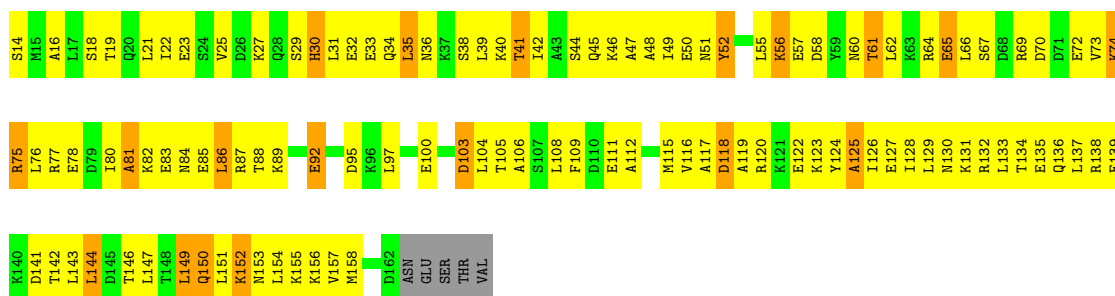 S14 M15 A16 L17 S18 T19 Q20 L21 I22 E23 S24 V25 D26 K27 Q28 S29 H30 L31 E32 E33 Q34 L35 N36 K37 S38 L39 K40 T41 I42 A43 S44 Q45 K46 A47 A48 I49 E50 N51 Y52 L55 K56 E57 D58 Y59 N60 T61 L62 K63 R64 E65 L66 S67 D68 R69 D70 D71 E72 V73
R75 L76 R77 E78 D79 I80 A81 K82 E83 N84 E85 L86 R87 T88 K89 E92 D95 K96 L97 E100 D103 L104 T105 A106 S107 L108 F109 D110 E111 A112 M115 V116 A117 D118 A119 R120 K121 E122 K123 Y124 A125 I126 E127 I128 L129 N130 K131 R132 L133 T134 E135 Q136 L137 R138
K140 D141 T142 L143 L144 D145 T146 L147 T148 L149 Q150 L151 K152 N153 L154 K155 K156 V157 M158 D162 ASN GLU SER THR VAL